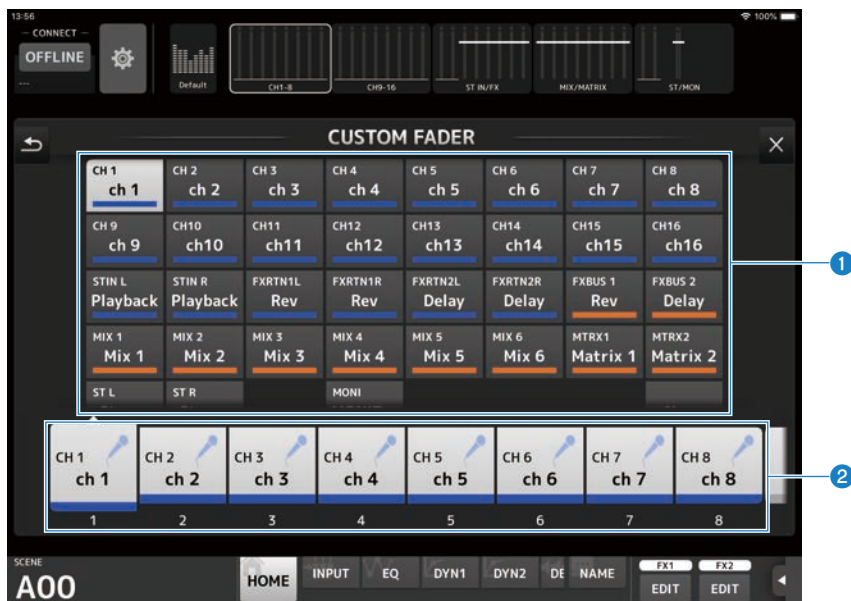 13:56
100%
CONNECT
OFFLINE
---
Default
CH1-8
CH9-16
ST IN/FX
MIX/MATRIX
ST/MON
CUSTOM FADER
CH 1 CH 2 CH 3 CH 4 CH 5 CH 6 CH 7 CH 8
ch 1 ch 2 ch 3 ch 4 ch 5 ch 6 ch 7 ch 8
CH 9 CH10 CH11 CH12 CH13 CH14 CH15 CH16
ch 9 ch10 ch11 ch12 ch13 ch14 ch15 ch16
1
STIN L STIN R FXRTN1L FXRTN1R FXRTN2L FXRTN2R FXBUS 1 FXBUS 2
Playback Playback Rev Rev Delay Delay Rev Delay
MIX 1 MIX 2 MIX 3 MIX 4 MIX 5 MIX 6 MTRX1 MTRX2
Mix 1 Mix 2 Mix 3 Mix 4 Mix 5 Mix 6 Matrix 1 Matrix 2
ST L ST R MONI
CH 1 CH 2 CH 3 CH 4 CH 5 CH 6 CH 7 CH 8
ch 1 ch 2 ch 3 ch 4 ch 5 ch 6 ch 7 ch 8
2
1 2 3 4 5 6 7 8
SCENE
A00
HOME INPUT EQ DYN1 DYN2 DE NAME
FX1 FX2
EDIT EDIT